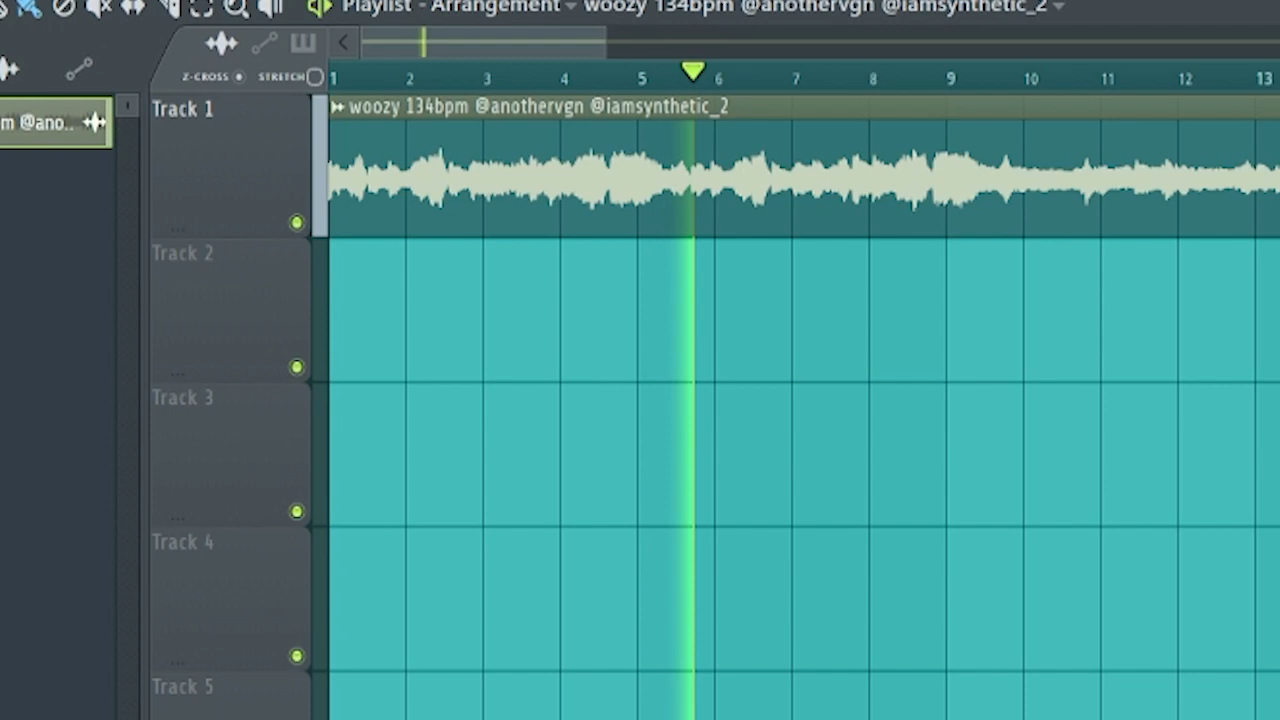 Playlist - Arrangement woozy 134bpm @anothervgn @iamsynthetic_2
Z-CROSS STRETCH
1 2 3 4 5 6 7 8 9 10 11 12 13
m @ano..
Track 1
woozy 134bpm @anothervgn @iamsynthetic_2
Track 2
Track 3
Track 4
Track 5